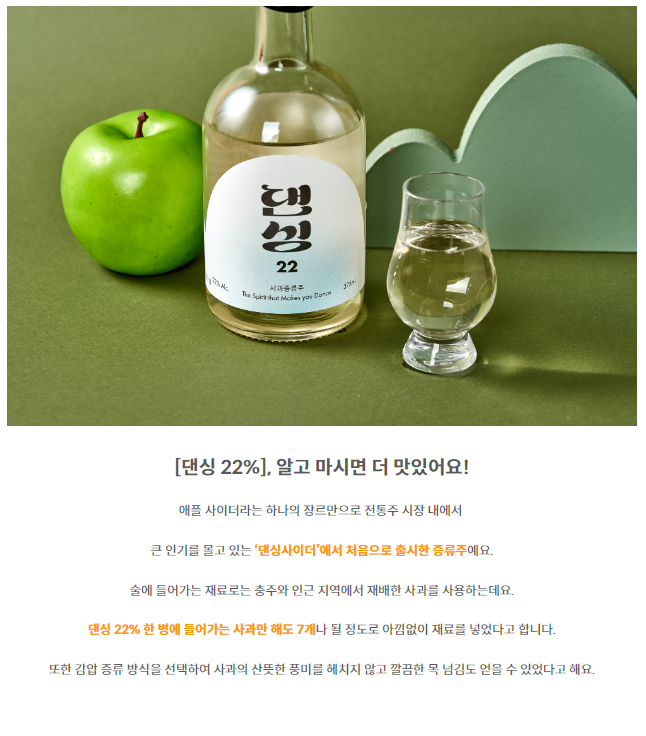 댄
싱
22
22% Alc.
사과증류주
The Spirit that Makes you Dance
[댄싱 22%], 알고 마시면 더 맛있어요!
애플 사이더라는 하나의 장르만으로 전통주 시장 내에서
큰 인기를 몰고 있는 ‘댄싱사이더’에서 처음으로 출시한 증류주예요.
술에 들어가는 재료로는 충주와 인근 지역에서 재배한 사과를 사용하는데요.
댄싱 22% 한 병에 들어가는 사과만 해도 7개나 될 정도로 아낌없이 재료를 넣었다고 합니다.
또한 감압 증류 방식을 선택하여 사과의 산뜻한 풍미를 헤치지 않고 깔끔한 목 넘김도 얻을 수 있었다고 해요.